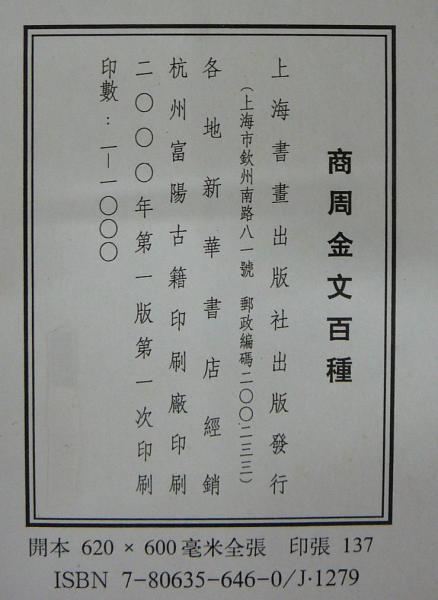 商周金文百種
上海書畫出版社出版發行
(上海市欽州南路八一號 郵政編碼二〇〇二三三)
各地新華書店經銷
杭州富陽古籍印刷廠印刷
二〇〇〇年第一版第一次印刷
印數:一—一〇〇〇
開本 620 × 600 毫米全張 印張 137
ISBN 7-80635-646-0/J·1279